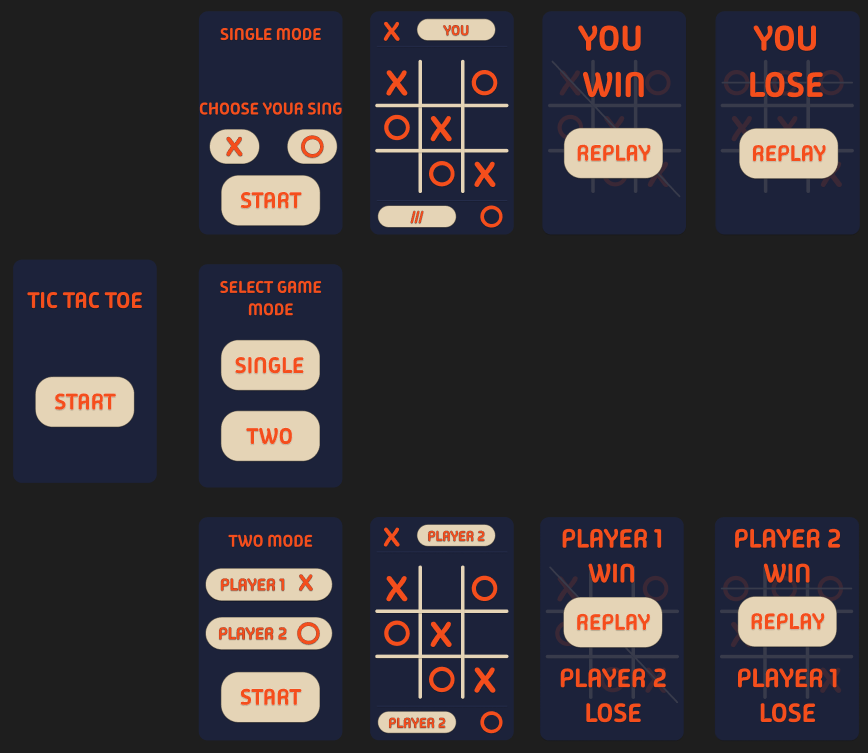 SINGLE MODE
CHOOSE YOUR SING
X
O
START
X
YOU
X O
O X
O X
///
O
YOU
WIN
REPLAY
YOU
LOSE
REPLAY
TIC TAC TOE
START
SELECT GAME
MODE
SINGLE
TWO
TWO MODE
PLAYER 1 X
PLAYER 2 O
START
X
PLAYER 2
X O
O X
O X
PLAYER 2
O
PLAYER 1
WIN
REPLAY
PLAYER 2
LOSE
PLAYER 2
WIN
REPLAY
PLAYER 1
LOSE